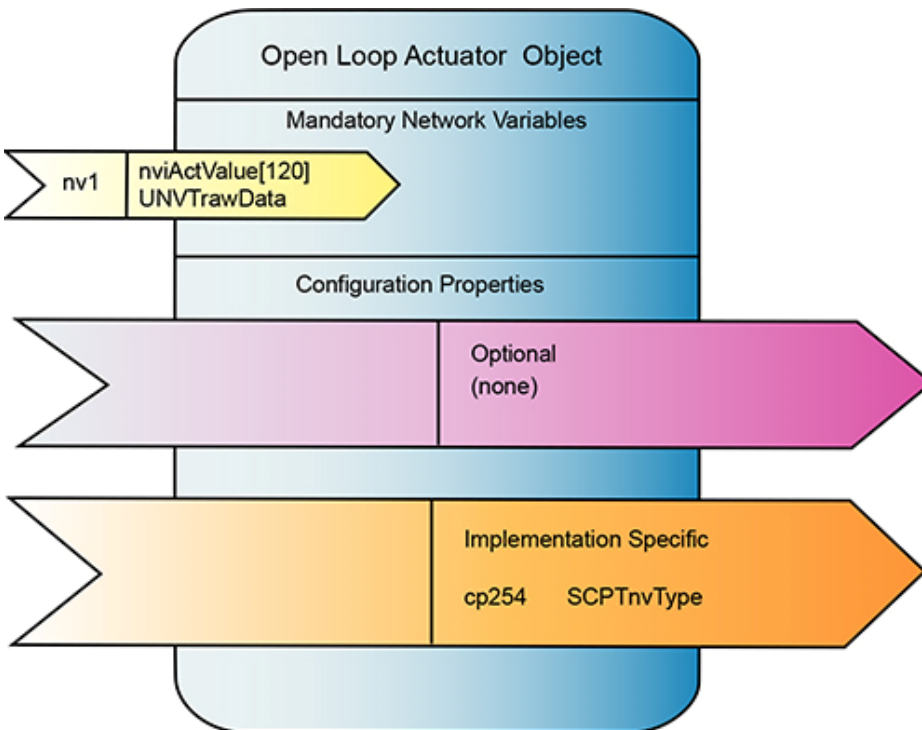 Open Loop Actuator Object
Mandatory Network Variables
nv1
nviActValue[120]
UNVTrawData
Configuration Properties
Optional
(none)
Implementation Specific
cp254 SCPTnvType